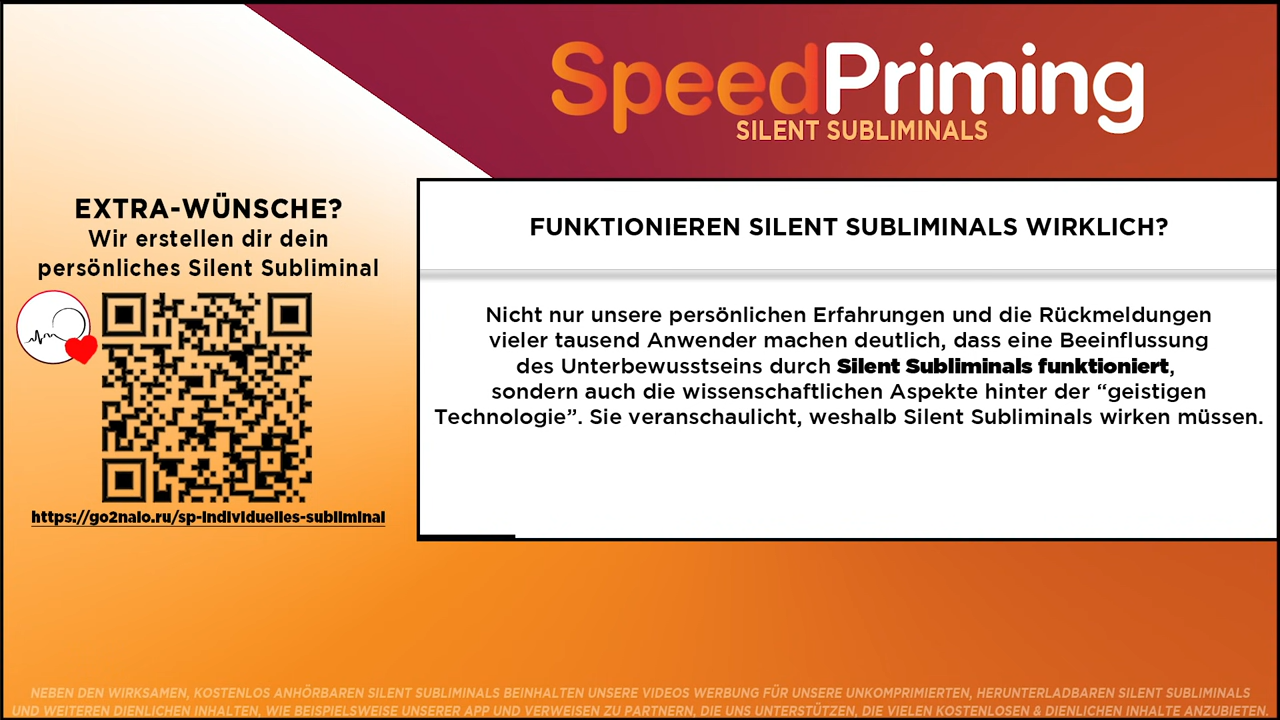 SpeedPriming
SILENT SUBLIMINALS
EXTRA-WÜNSCHE?
Wir erstellen dir dein
persönliches Silent Subliminal
https://go2nalo.ru/sp-individuelles-subliminal
FUNKTIONIEREN SILENT SUBLIMINALS WIRKLICH?
Nicht nur unsere persönlichen Erfahrungen und die Rückmeldungen
vieler tausend Anwender machen deutlich, dass eine Beeinflussung
des Unterbewusstseins durch Silent Subliminals funktioniert,
sondern auch die wissenschaftlichen Aspekte hinter der “geistigen
Technologie”. Sie veranschaulicht, weshalb Silent Subliminals wirken müssen.
NEBEN DEN WIRKSAMEN, KOSTENLOS ANHÖRBAREN SILENT SUBLIMINALS BEINHALTEN UNSERE VIDEOS WERBUNG FÜR UNSERE UNKOMPRIMIERTEN, HERUNTERLADBAREN SILENT SUBLIMINALS
UND WEITEREN DIENLICHEN INHALTEN, WIE BEISPIELSWEISE UNSERER APP UND VERWEISEN ZU PARTNERN, DIE UNS UNTERSTÜTZEN, DIE VIELEN KOSTENLOSEN & DIENLICHEN INHALTE ANZUBIETEN.